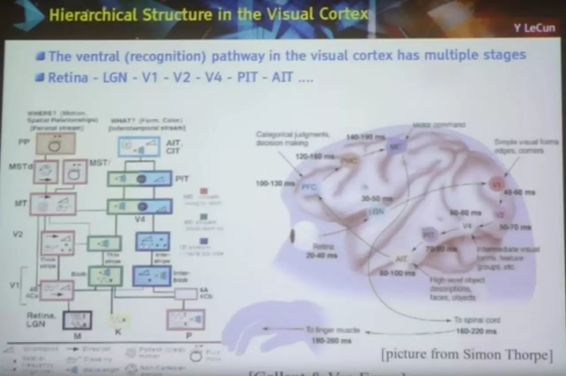 Hierarchical Structure in the Visual Cortex
Y LeCun
The ventral (recognition) pathway in the visual cortex has multiple stages
Retina - LGN - V1 - V2 - V4 - PIT - AIT ....
WHERE? (Motion,
Spatial Relationships)
[Parietal stream]
WHAT? (Form, Color)
[Inferotemporal stream]
PP
AIT,
CIT
MSTd
MST
PIT
MT
V4
V2
Thick
stripe
Thin
stripe
Inter-
stripe
V1
Blob
Inter-
blob
Retina,
LGN
M
K
P
Motor command
Categorical judgments,
decision making
140-190 ms
MC
120-160 ms
PMC
Simple visual forms
edges, corners
100-130 ms
PFC
V1
40-60 ms
30-50 ms
LGN
V2
50-70 ms
V4
60-80 ms
Retina
20-40 ms
PIT
70-90 ms
AIT
80-100 ms
Intermediate visual
forms, feature
groups, etc.
High level object
descriptions,
faces, objects
To spinal cord
160-220 ms
To finger muscle
180-260 ms
[picture from Simon Thorpe]